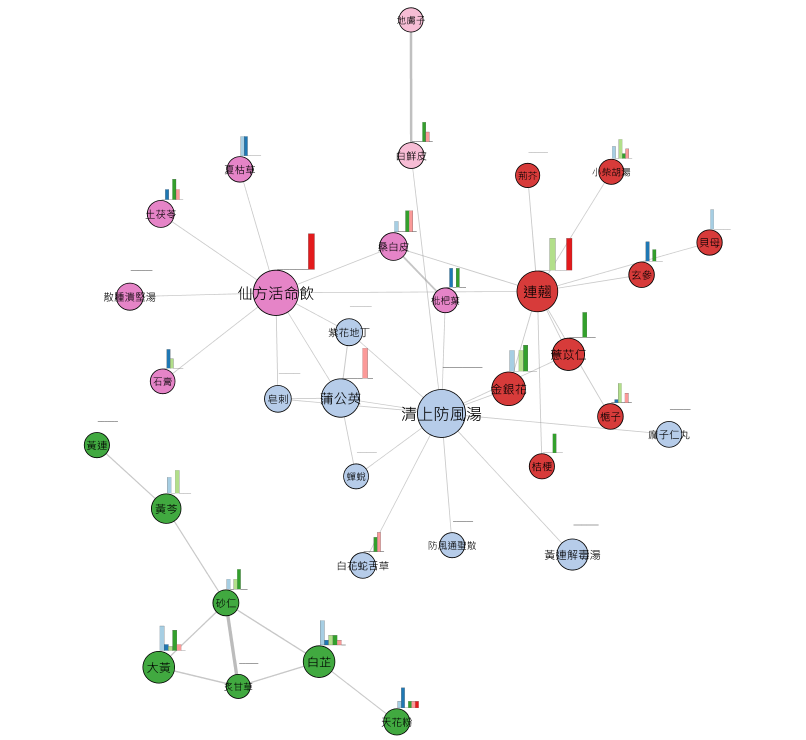 地膚子
白鮮皮
夏枯草
荊芥
小柴胡湯
土茯苓
桑白皮
貝母
玄參
散腫潰堅湯
仙方活命飲
枇杷葉
連翹
紫花地丁
薏苡仁
石膏
皂刺
蒲公英
金銀花
清上防風湯
梔子
麻子仁丸
黃連
桔梗
蟬蛻
黃芩
防風通聖散
黃連解毒湯
白花蛇舌草
砂仁
大黃
白芷
炙甘草
天花粉